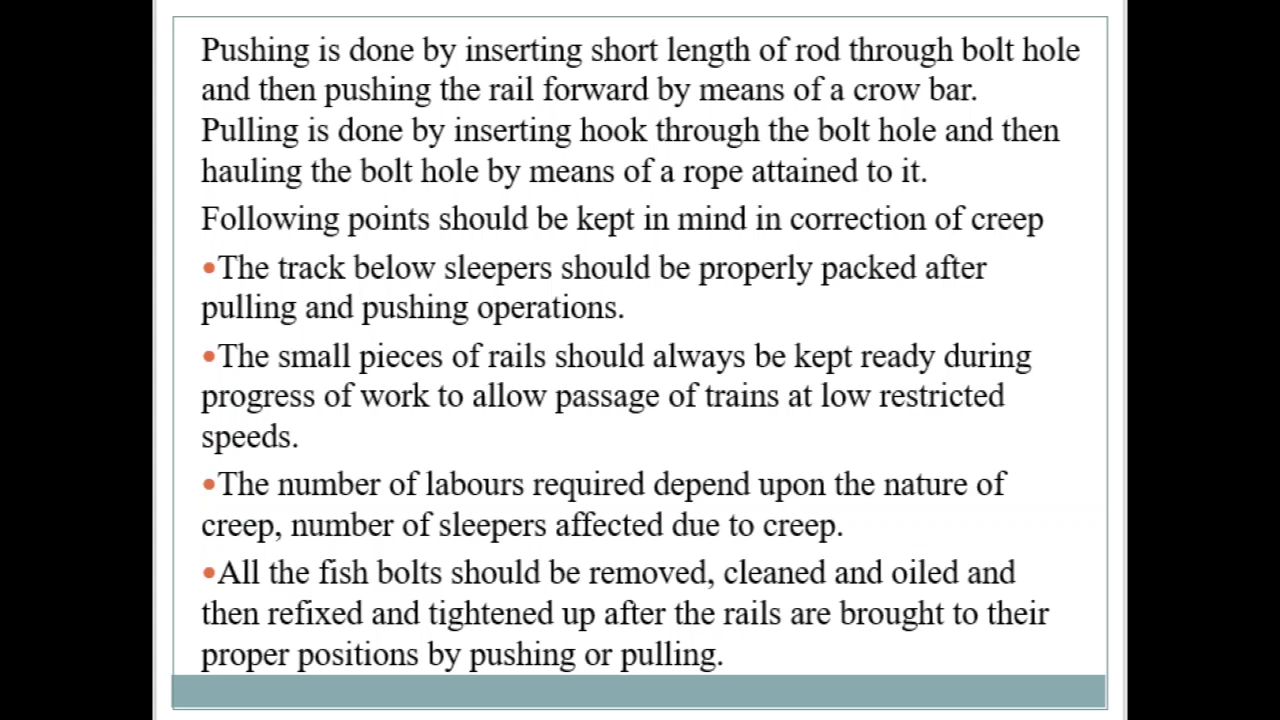 Pushing is done by inserting short length of rod through bolt hole
and then pushing the rail forward by means of a crow bar.
Pulling is done by inserting hook through the bolt hole and then
hauling the bolt hole by means of a rope attained to it.
Following points should be kept in mind in correction of creep
•The track below sleepers should be properly packed after
pulling and pushing operations.
•The small pieces of rails should always be kept ready during
progress of work to allow passage of trains at low restricted
speeds.
•The number of labours required depend upon the nature of
creep, number of sleepers affected due to creep.
•All the fish bolts should be removed, cleaned and oiled and
then refixed and tightened up after the rails are brought to their
proper positions by pushing or pulling.